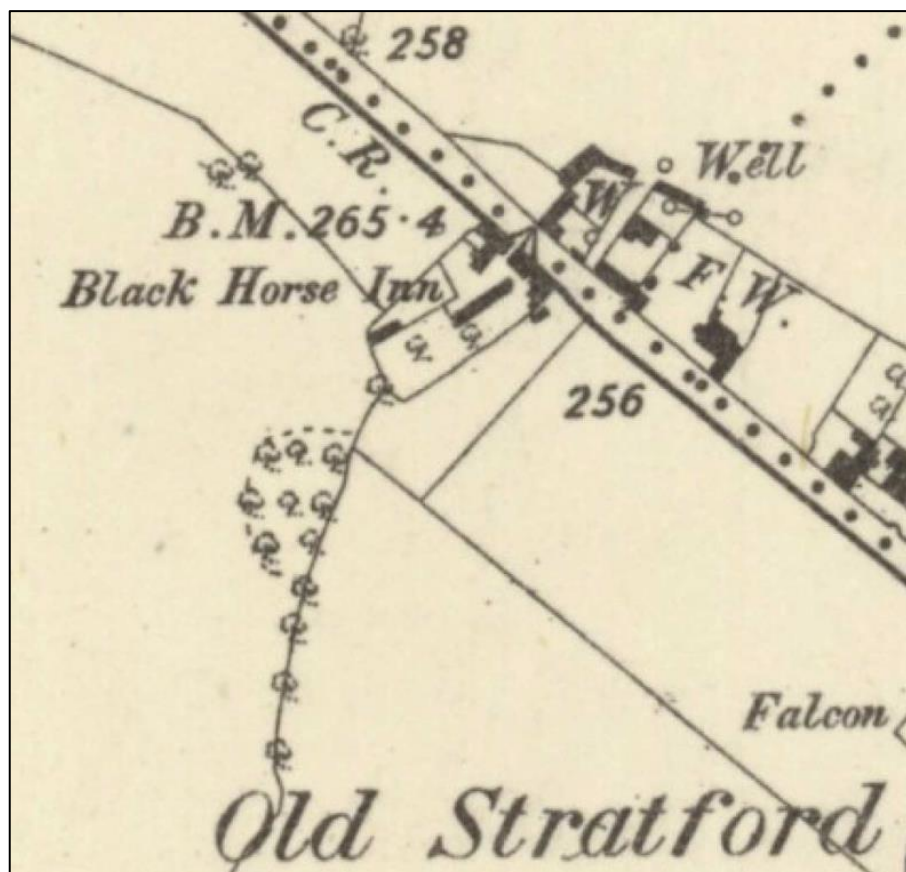 258
C.R.
Well
W
B.M.265·4
Black Horse Inn
F W.
256
Falcon
Old Stratford